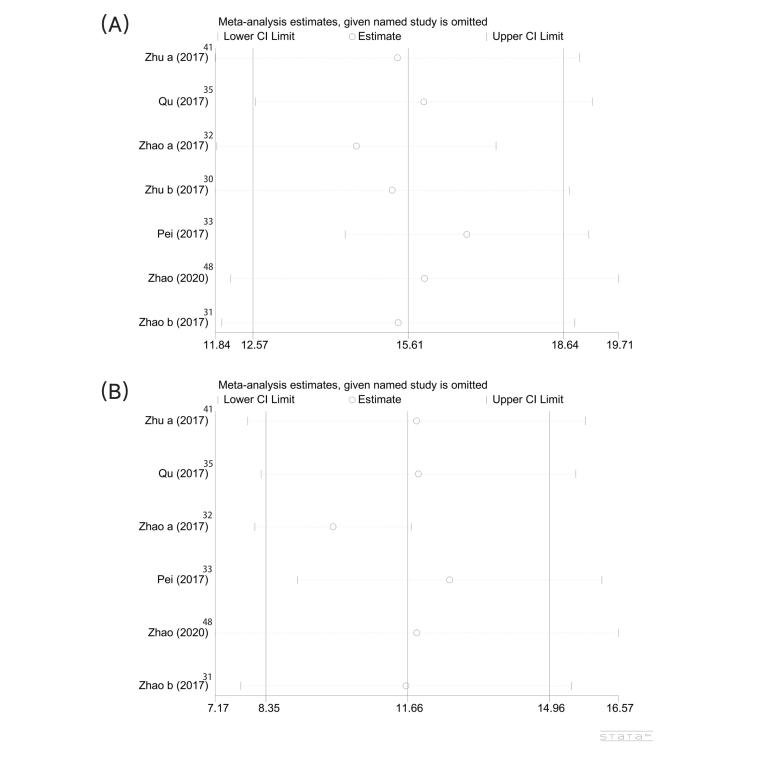 (A)
Meta-analysis estimates, given named study is omitted
Lower CI Limit Estimate Upper CI Limit
Zhu a (2017)41
Qu (2017)35
Zhao a (2017)32
Zhu b (2017)30
Pei (2017)33
Zhao (2020)48
Zhao b (2017)31
11.84 12.57 15.61 18.64 19.71
(B)
Meta-analysis estimates, given named study is omitted
Lower CI Limit Estimate Upper CI Limit
Zhu a (2017)41
Qu (2017)35
Zhao a (2017)32
Pei (2017)33
Zhao (2020)48
Zhao b (2017)31
7.17 8.35 11.66 14.96 16.57
STATA™